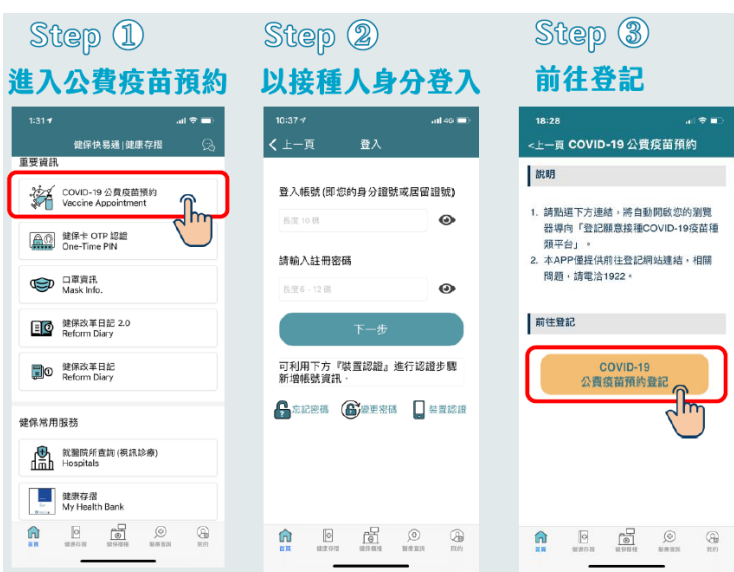 Step ①
進入公費疫苗預約
1:31
健保快易通|健康存摺
重要資訊
COVID-19 公費疫苗預約
Vaccine Appointment
健保卡 OTP 認證
One-Time PIN
口罩資訊
Mask Info.
健保改革日記 2.0
Reform Diary
健保改革日記
Reform Diary
健保常用服務
就醫院所查詢 (視訊診療)
Hospitals
健康存摺
My Health Bank
首頁
健康存摺
健保櫃檯
醫療查詢
我的
Step ②
以接種人身分登入
10:37
4G
上一頁
登入
登入帳號(即您的身分證號或居留證號)
長度 10 碼
請輸入註冊密碼
長度 6 - 12 碼
下一步
可利用下方『裝置認證』進行認證步驟
新增帳號資訊。
忘記密碼
變更密碼
裝置認證
首頁
健康存摺
健保櫃檯
醫療查詢
我的
Step ③
前往登記
18:28
<上一頁 COVID-19 公費疫苗預約
說明
1. 請點選下方連結,將自動開啟您的瀏覽
器導向「登記願意接種COVID-19疫苗種
類平台」。
2. 本APP僅提供前往登記網站連結,相關
問題,請電洽1922。
前往登記
COVID-19
公費疫苗預約登記
首頁
健康存摺
健保櫃檯
醫療查詢
我的